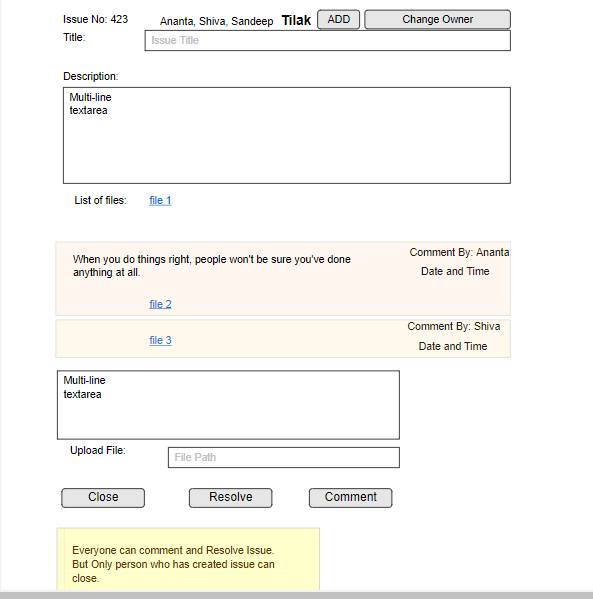 Issue No: 423 Ananta, Shiva, Sandeep Tilak ADD Change Owner
Title: Issue Title
Description:
Multi-line
textarea
List of files: file 1
When you do things right, people won't be sure you've done
anything at all.
Comment By: Ananta
Date and Time
file 2
Comment By: Shiva
file 3
Date and Time
Multi-line
textarea
Upload File: File Path
Close Resolve Comment
Everyone can comment and Resolve Issue.
But Only person who has created issue can
close.